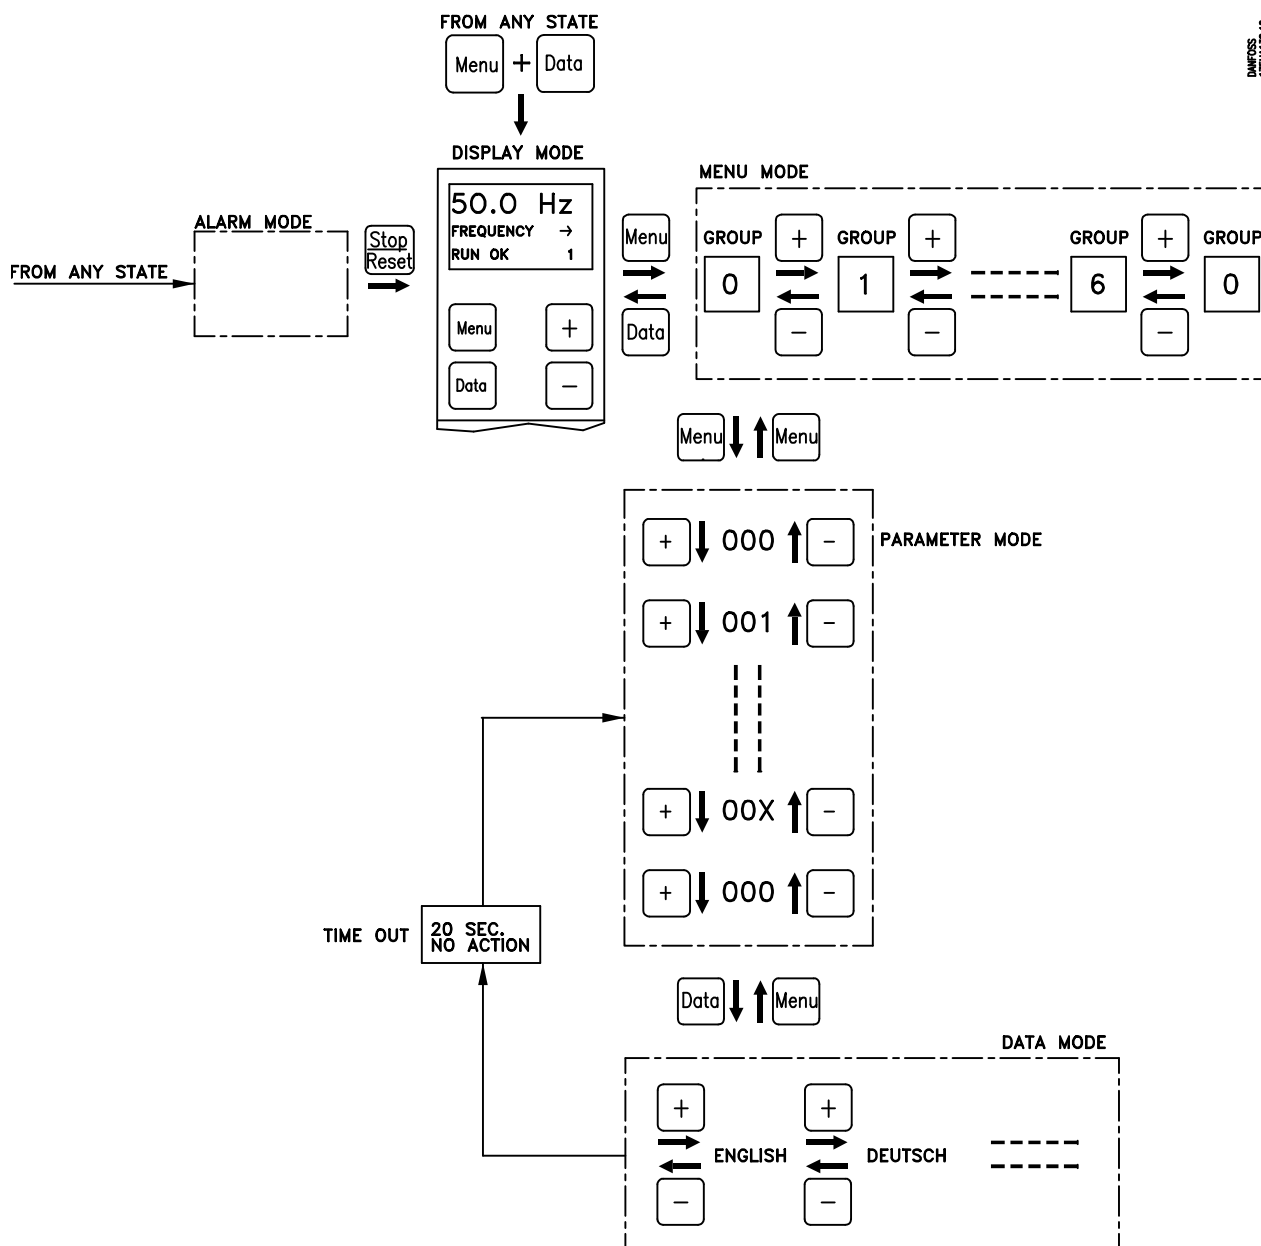 FROM ANY STATE
Menu + Data
DANFOSS
DISPLAY MODE
MENU MODE
50.0 Hz
FREQUENCY →
RUN OK 1
ALARM MODE
FROM ANY STATE
Stop
Reset
Menu
Data
Menu +
Data -
GROUP + GROUP + GROUP + GROUP
0 1 6 0
- - -
Menu Menu
PARAMETER MODE
+ 000 -
+ 001 -
+ 00X -
+ 000 -
TIME OUT
20 SEC.
NO ACTION
Data Menu
DATA MODE
+ +
ENGLISH DEUTSCH
- -